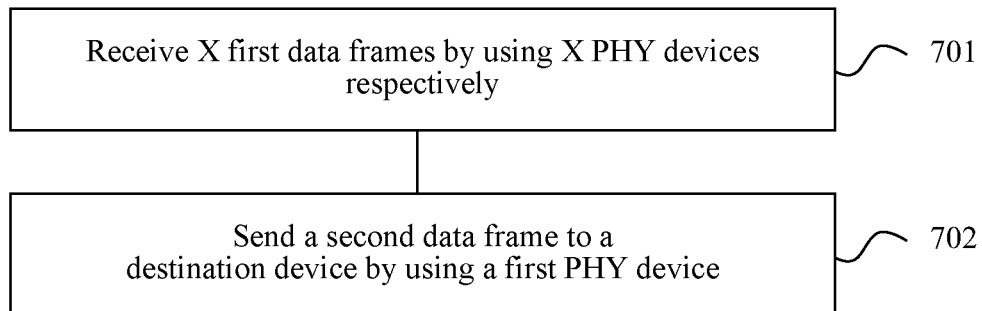 Receive X first data frames by using X PHY devices
respectively
701
Send a second data frame to a
destination device by using a first PHY device
702